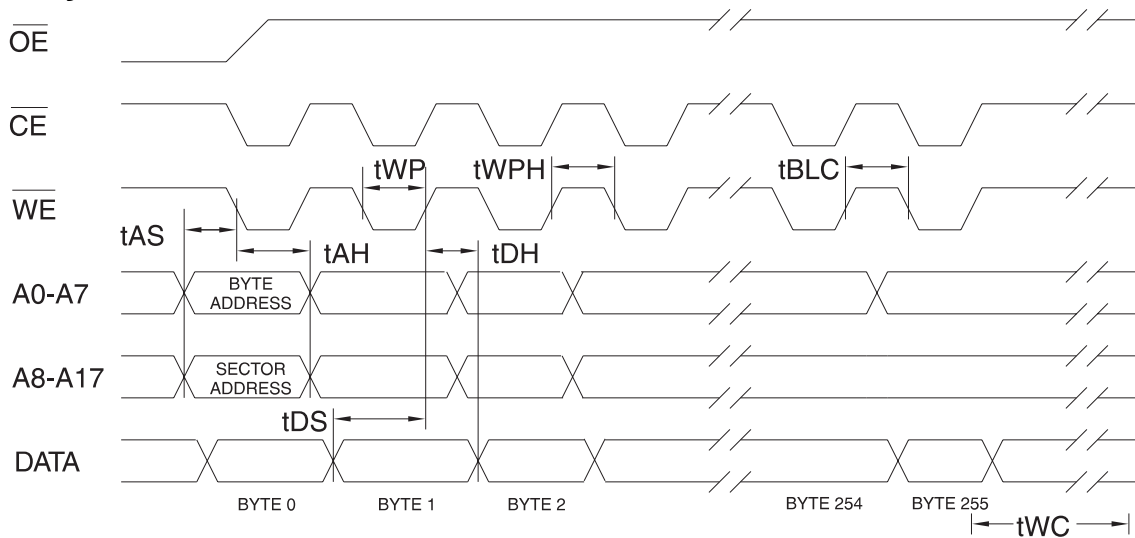 OE
CE
tWP
tWPH
tBLC
WE
tAS
tAH
tDH
A0-A7
BYTE
ADDRESS
A8-A17
SECTOR
ADDRESS
tDS
DATA
BYTE 0
BYTE 1
BYTE 2
BYTE 254
BYTE 255
tWC